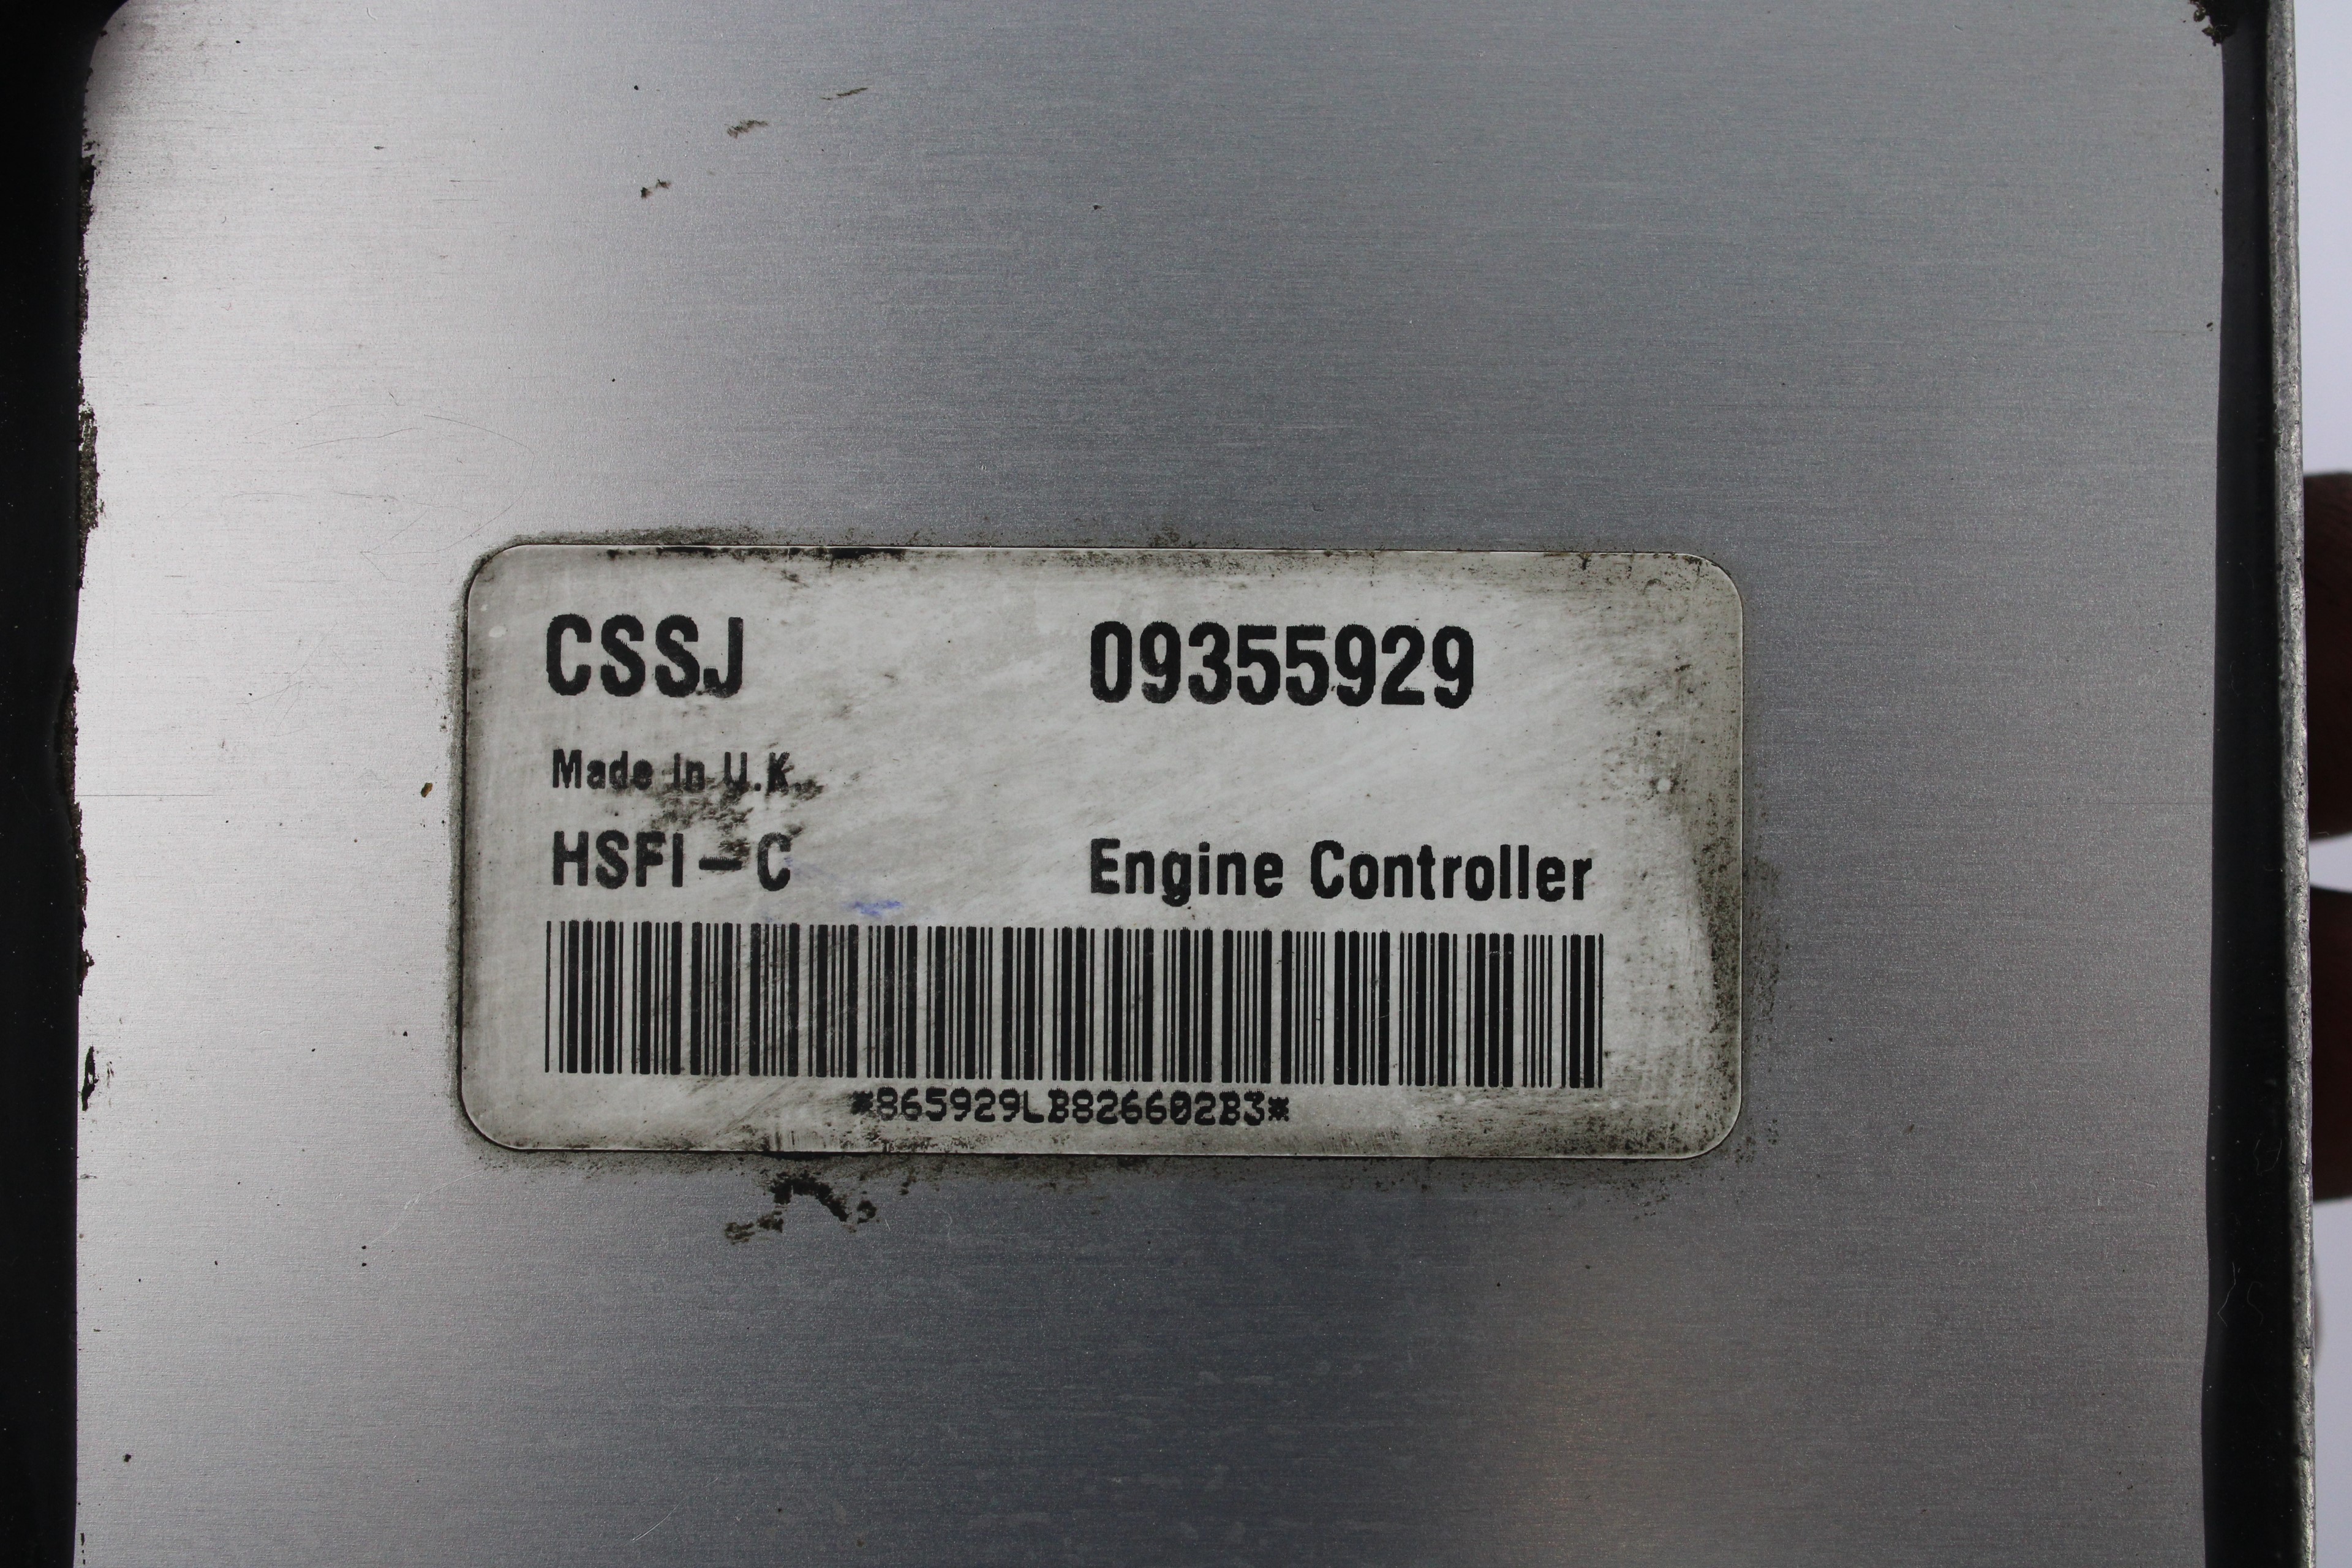 CSSJ 09355929
Made in U.K.
HSFI-C Engine Controller
*865929LB826602B3*